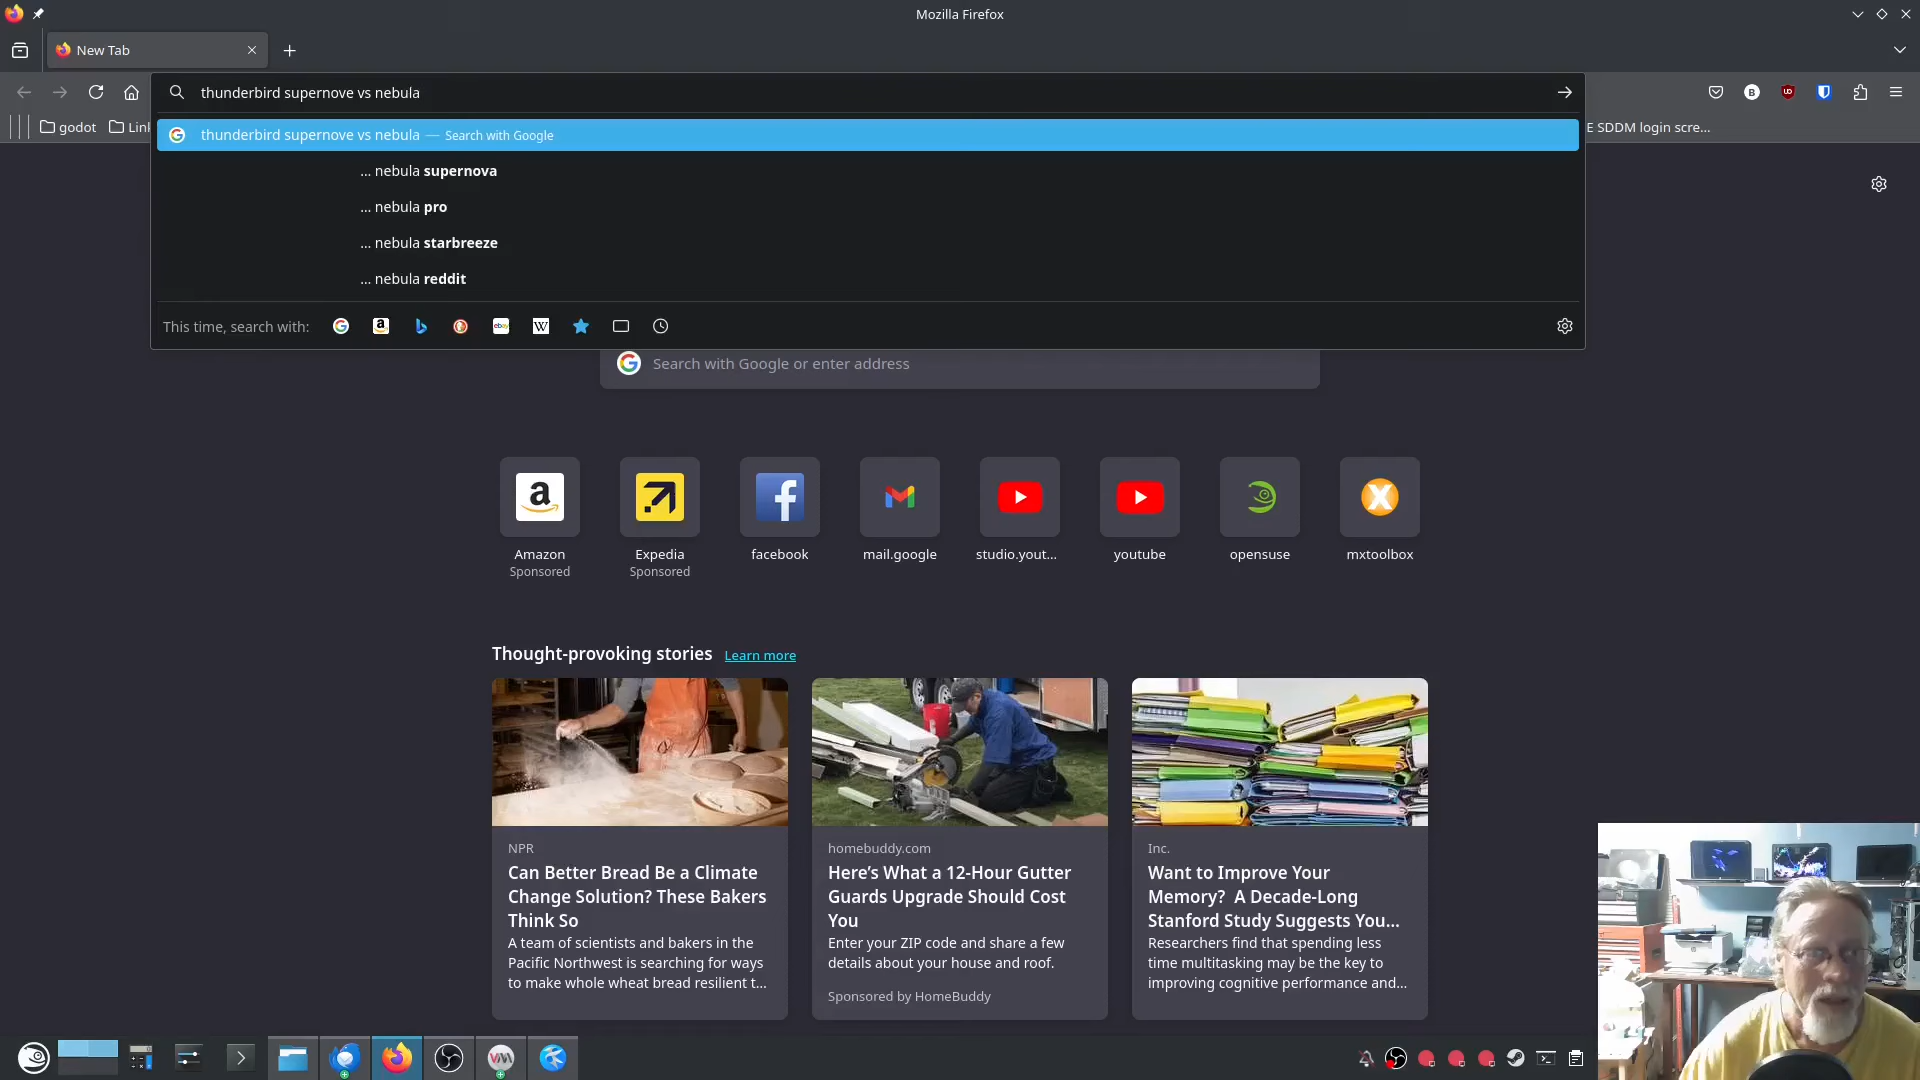 Mozilla Firefox
New Tab
thunderbird supernove vs nebula
godot
Link
E SDDM login scre...
thunderbird supernove vs nebula — Search with Google
... nebula supernova
... nebula pro
... nebula starbreeze
... nebula reddit
This time, search with:
Search with Google or enter address
Amazon
Sponsored
Expedia
Sponsored
facebook
mail.google
studio.yout...
youtube
opensuse
mxtoolbox
Thought-provoking stories Learn more
NPR
Can Better Bread Be a Climate
Change Solution? These Bakers
Think So
A team of scientists and bakers in the
Pacific Northwest is searching for ways
to make whole wheat bread resilient t...
homebuddy.com
Here’s What a 12-Hour Gutter
Guards Upgrade Should Cost
You
Enter your ZIP code and share a few
details about your house and roof.
Sponsored by HomeBuddy
Inc.
Want to Improve Your
Memory? A Decade-Long
Stanford Study Suggests You...
Researchers find that spending less
time multitasking may be the key to
improving cognitive performance and...